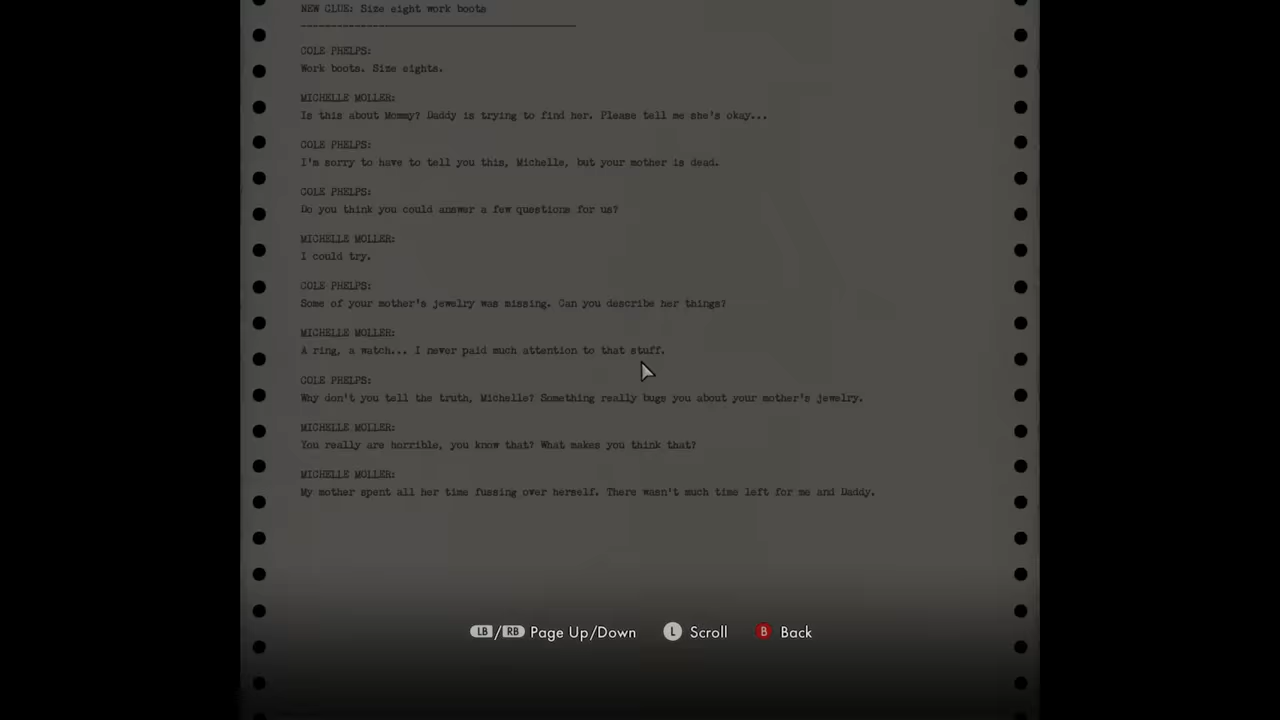 NEW CLUE: Size eight work boots
COLE PHELPS:
Work boots. Size eights.
MICHELLE MOLLER:
Is this about Mommy? Daddy is trying to find her. Please tell me she's okay...
COLE PHELPS:
I'm sorry to have to tell you this, Michelle, but your mother is dead.
COLE PHELPS:
Do you think you could answer a few questions for us?
MICHELLE MOLLER:
I could try.
COLE PHELPS:
Some of your mother's jewelry was missing. Can you describe her things?
MICHELLE MOLLER:
A ring, a watch... I never paid much attention to that stuff.
COLE PHELPS:
Why don't you tell the truth, Michelle? Something really bugs you about your mother's jewelry.
MICHELLE MOLLER:
You really are horrible, you know that? What makes you think that?
MICHELLE MOLLER:
My mother spent all her time fussing over herself. There wasn't much time left for me and Daddy.
LB/RB Page Up/Down L Scroll B Back